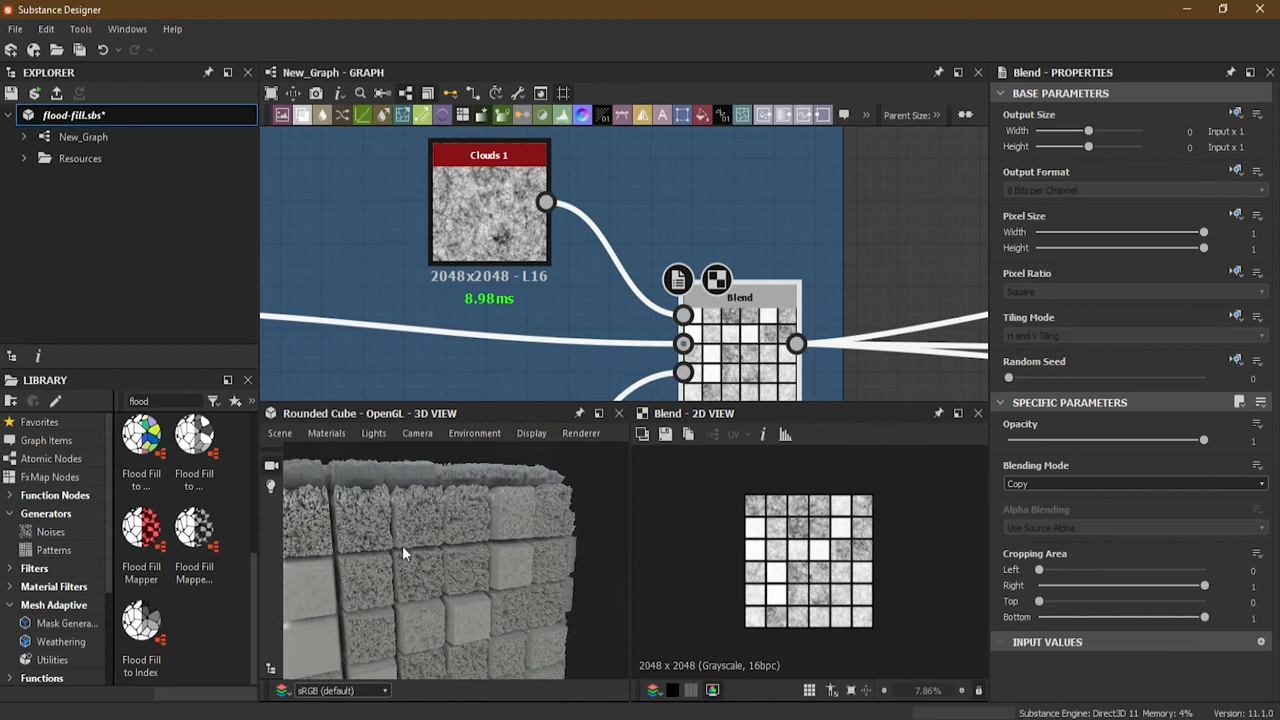 Substance Designer
File Edit Tools Windows Help
EXPLORER
flood-fill.sbs*
New_Graph
Resources
LIBRARY
flood
Favorites
Graph Items
Atomic Nodes
FxMap Nodes
Function Nodes
Generators
Noises
Patterns
Filters
Material Filters
Mesh Adaptive
Mask Genera...
Weathering
Utilities
Functions
Flood Fill to ...
Flood Fill to ...
Flood Fill Mapper
Flood Fill Mappe...
Flood Fill to Index
New_Graph - GRAPH
Parent Size:
Clouds 1
2048x2048 - L16
8.98ms
Blend
Rounded Cube - OpenGL - 3D VIEW
Scene Materials Lights Camera Environment Display Renderer
sRGB (default)
Blend - 2D VIEW
UV
2048 x 2048 (Grayscale, 16bpc)
7.86%
Blend - PROPERTIES
BASE PARAMETERS
Output Size
Width 0 Input x 1
Height 0 Input x 1
Output Format
8 Bits per Channel
Pixel Size
Width 1
Height 1
Pixel Ratio
Square
Tiling Mode
H and V Tiling
Random Seed
0
SPECIFIC PARAMETERS
Opacity
1
Blending Mode
Copy
Alpha Blending
Use Source Alpha
Cropping Area
Left 0
Right 1
Top 0
Bottom 1
INPUT VALUES
Substance Engine: Direct3D 11 Memory: 4% Version: 11.1.0